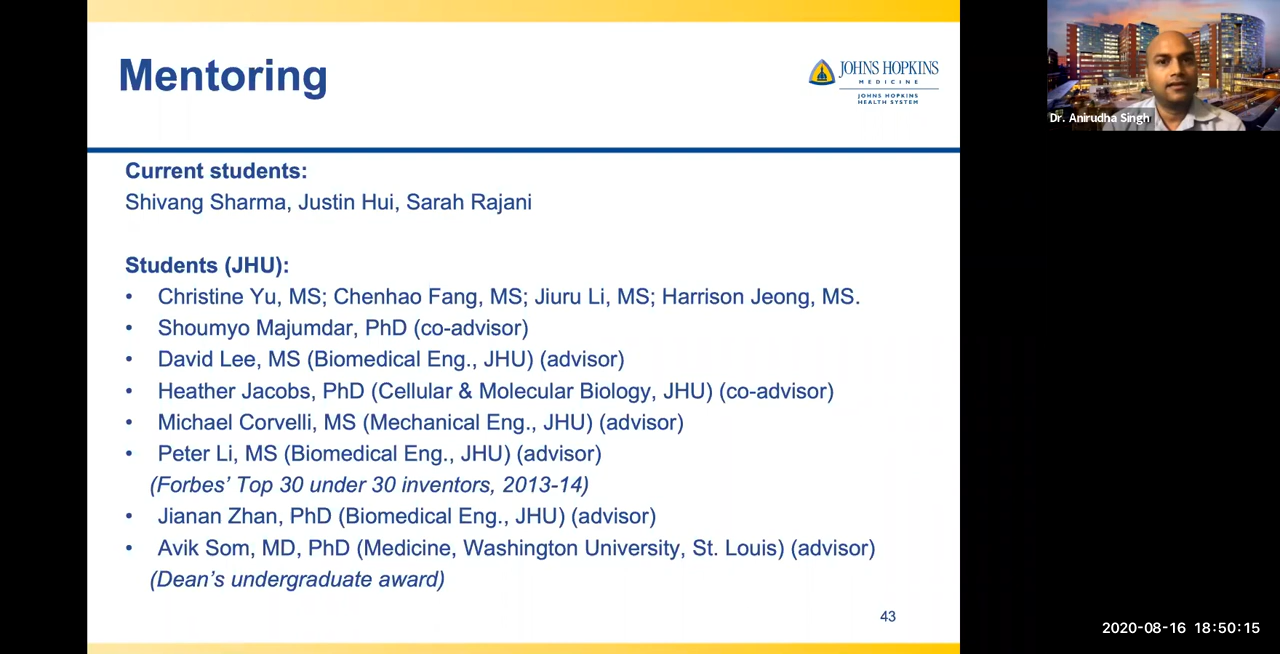 Mentoring
JOHNS HOPKINS
MEDICINE
JOHNS HOPKINS
HEALTH SYSTEM
Dr. Anirudha Singh
Current students:
Shivang Sharma, Justin Hui, Sarah Rajani
Students (JHU):
• Christine Yu, MS; Chenhao Fang, MS; Jiuru Li, MS; Harrison Jeong, MS.
• Shoumyo Majumdar, PhD (co-advisor)
• David Lee, MS (Biomedical Eng., JHU) (advisor)
• Heather Jacobs, PhD (Cellular & Molecular Biology, JHU) (co-advisor)
• Michael Corvelli, MS (Mechanical Eng., JHU) (advisor)
• Peter Li, MS (Biomedical Eng., JHU) (advisor)
(Forbes’ Top 30 under 30 inventors, 2013-14)
• Jianan Zhan, PhD (Biomedical Eng., JHU) (advisor)
• Avik Som, MD, PhD (Medicine, Washington University, St. Louis) (advisor)
(Dean’s undergraduate award)
43
2020-08-16 18:50:15